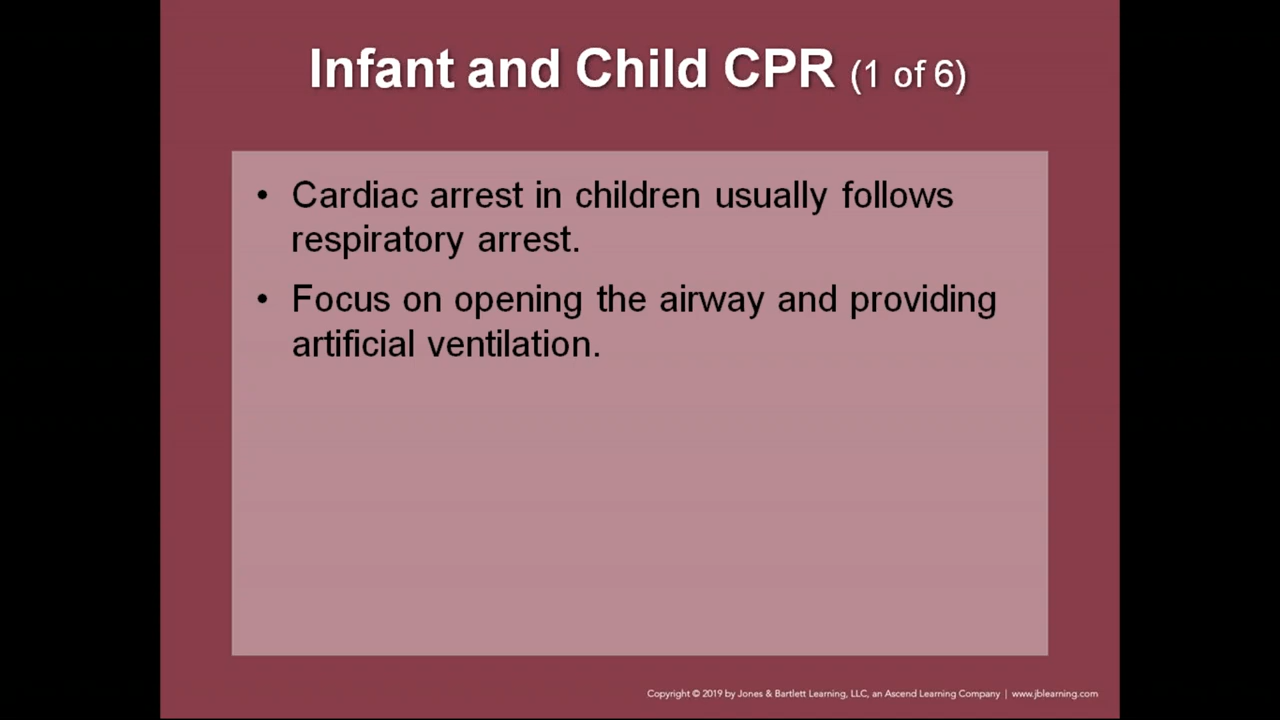 Infant and Child CPR (1 of 6)
• Cardiac arrest in children usually follows
respiratory arrest.
• Focus on opening the airway and providing
artificial ventilation.
Copyright © 2019 by Jones & Bartlett Learning, LLC, an Ascend Learning Company | www.jblearning.com